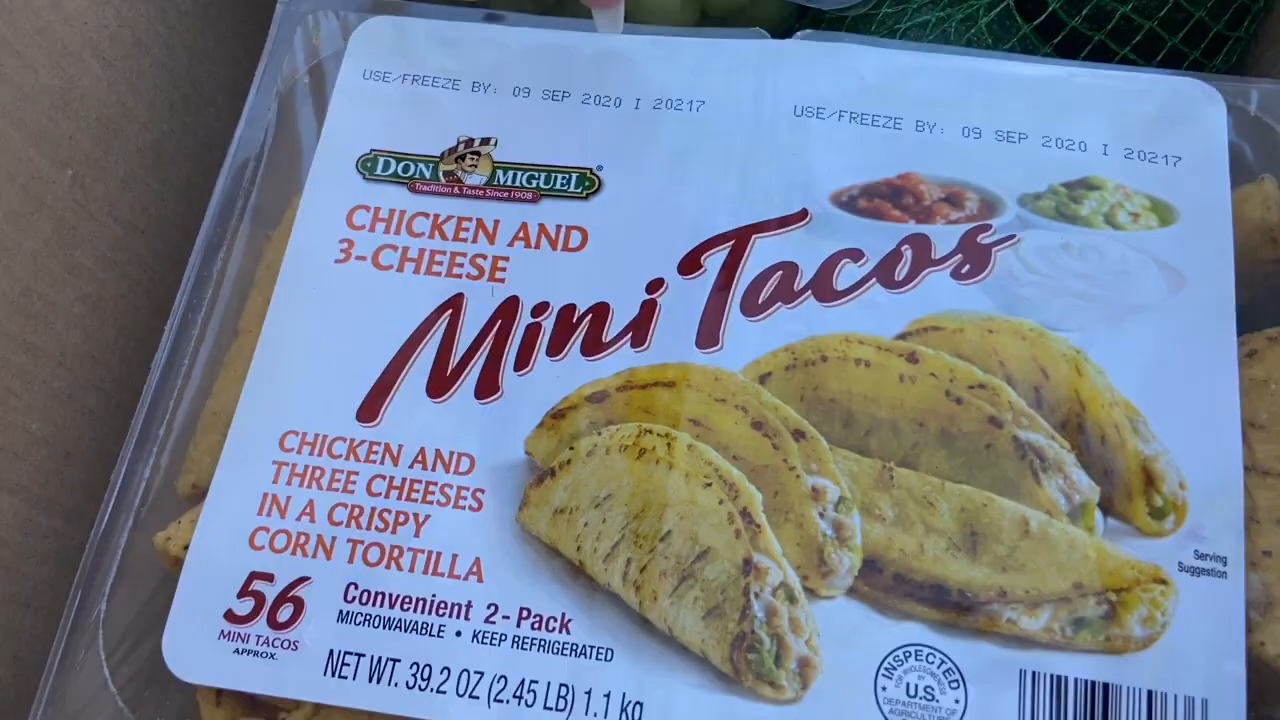 USE/FREEZE BY: 09 SEP 2020 I 20217
USE/FREEZE BY: 09 SEP 2020 I 20217
DON MIGUEL®
Tradition & Taste Since 1908
CHICKEN AND
3-CHEESE
Mini Tacos
CHICKEN AND
THREE CHEESES
IN A CRISPY
CORN TORTILLA
Serving
Suggestion
56
MINI TACOS
APPROX.
Convenient 2-Pack
MICROWAVABLE • KEEP REFRIGERATED
NET WT. 39.2 OZ (2.45 LB) 1.1 kg
INSPECTED
FOR WHOLESOMENESS
BY
U.S.
DEPARTMENT OF
AGRICULTURE